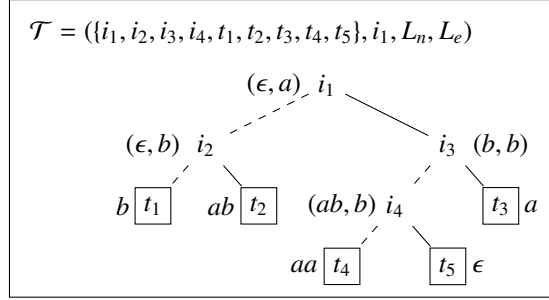 𝒯 = ({i₁, i₂, i₃, i₄, t₁, t₂, t₃, t₄, t₅}, i₁, Lₙ, Lₑ)
(ϵ, a) i₁
(ϵ, b) i₂ i₃ (b, b)
b t₁ ab t₂ (ab, b) i₄ t₃ a
aa t₄ t₅ ϵ